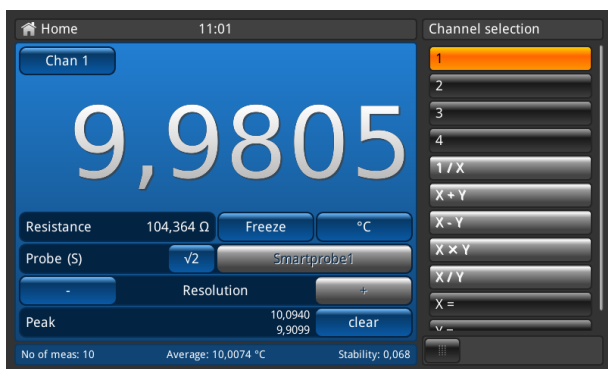 Home 11:01
Chan 1
9,9805
Resistance 104,364 Ω Freeze °C
Probe (S) √2 Smartprobe1
- Resolution +
Peak 10,0940 9,9099 clear
No of meas: 10 Average: 10,0074 °C Stability: 0,068
Channel selection
1
2
3
4
1 / X
X + Y
X - Y
X × Y
X / Y
X =
Y =